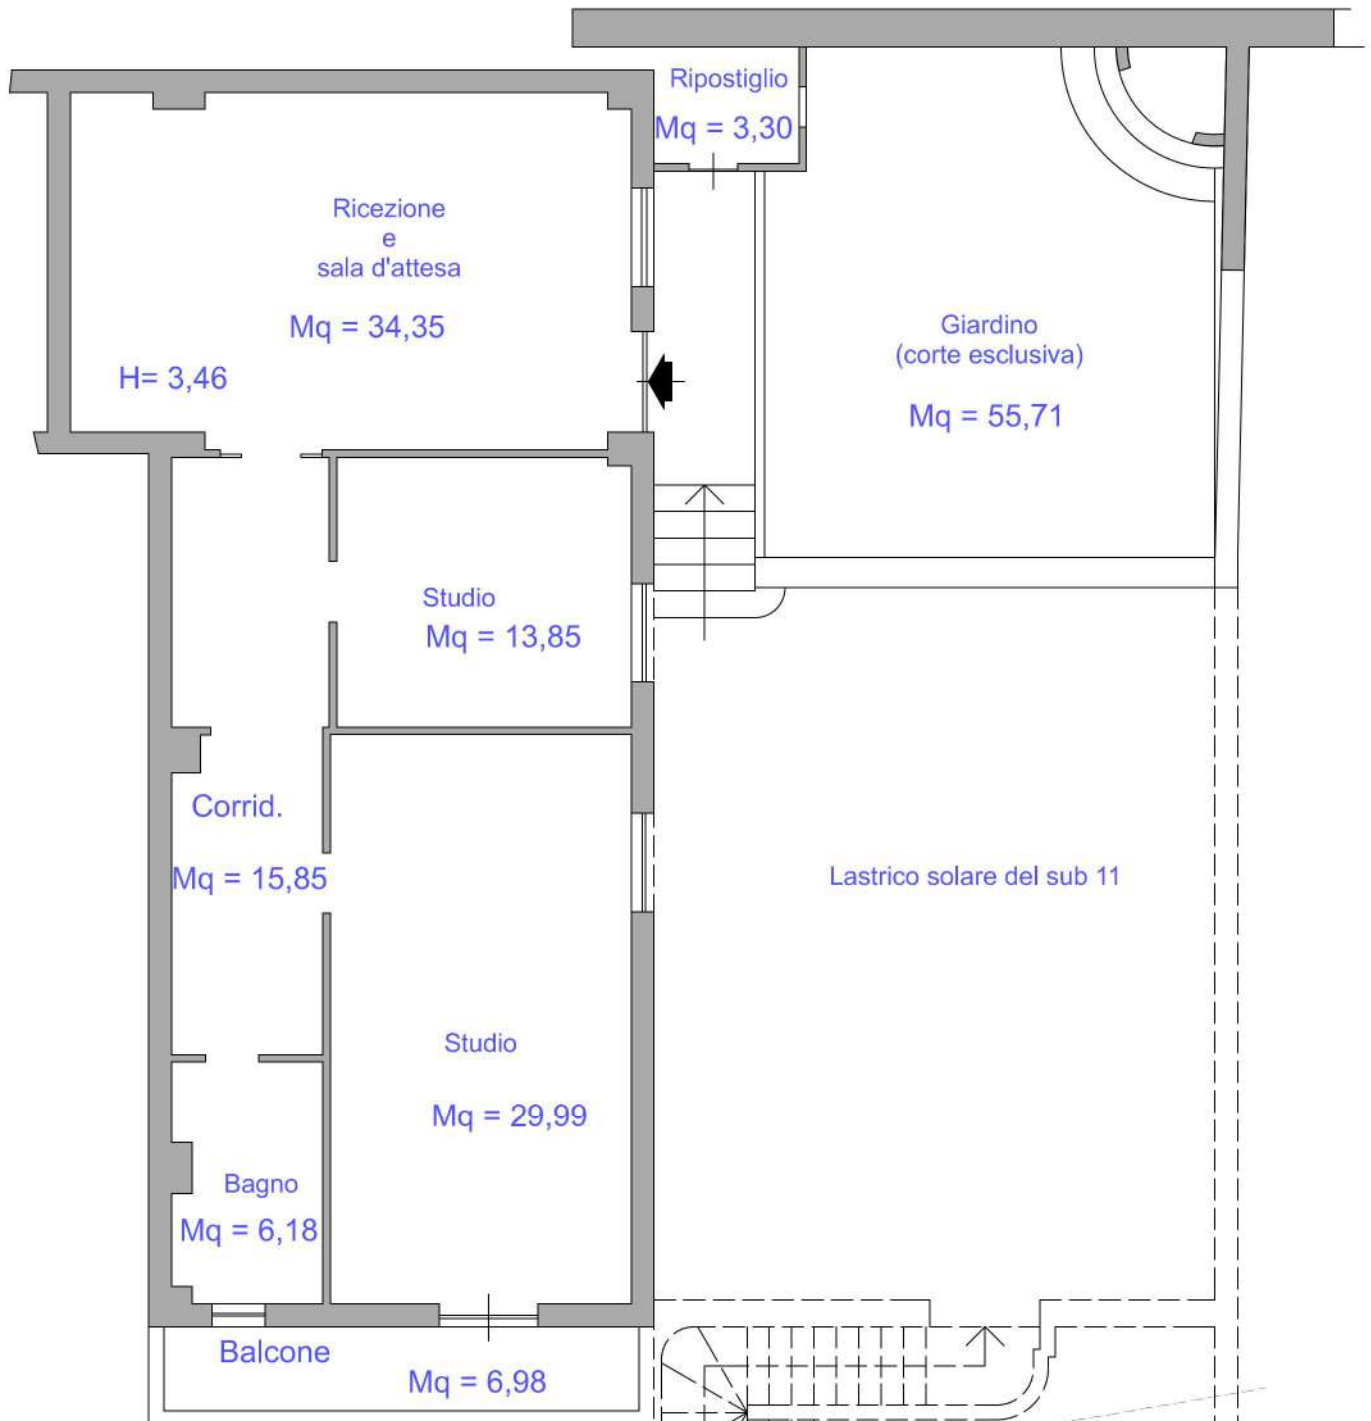 Ripostiglio
Mq = 3,30
Ricezione
e
sala d'attesa
Mq = 34,35
H= 3,46
Giardino
(corte esclusiva)
Mq = 55,71
Studio
Mq = 13,85
Corrid.
Mq = 15,85
Lastrico solare del sub 11
Studio
Mq = 29,99
Bagno
Mq = 6,18
Balcone
Mq = 6,98